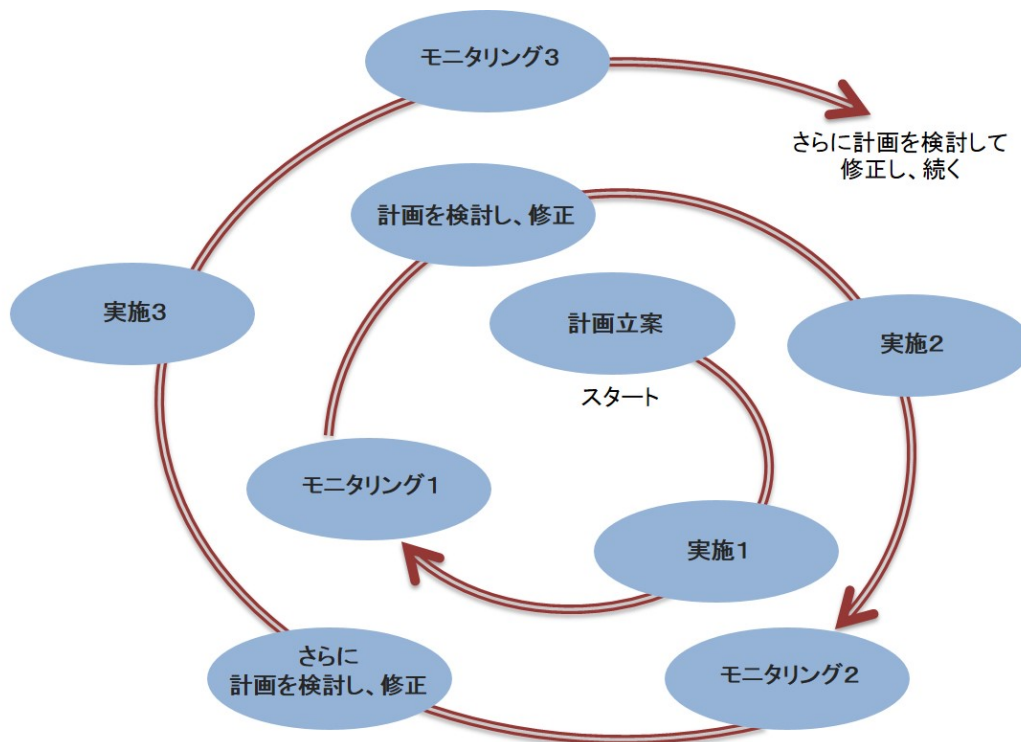 モニタリング3
さらに計画を検討して
修正し、続く
計画を検討し、修正
計画立案
スタート
実施3
実施2
モニタリング1
実施1
さらに
計画を検討し、修正
モニタリング2